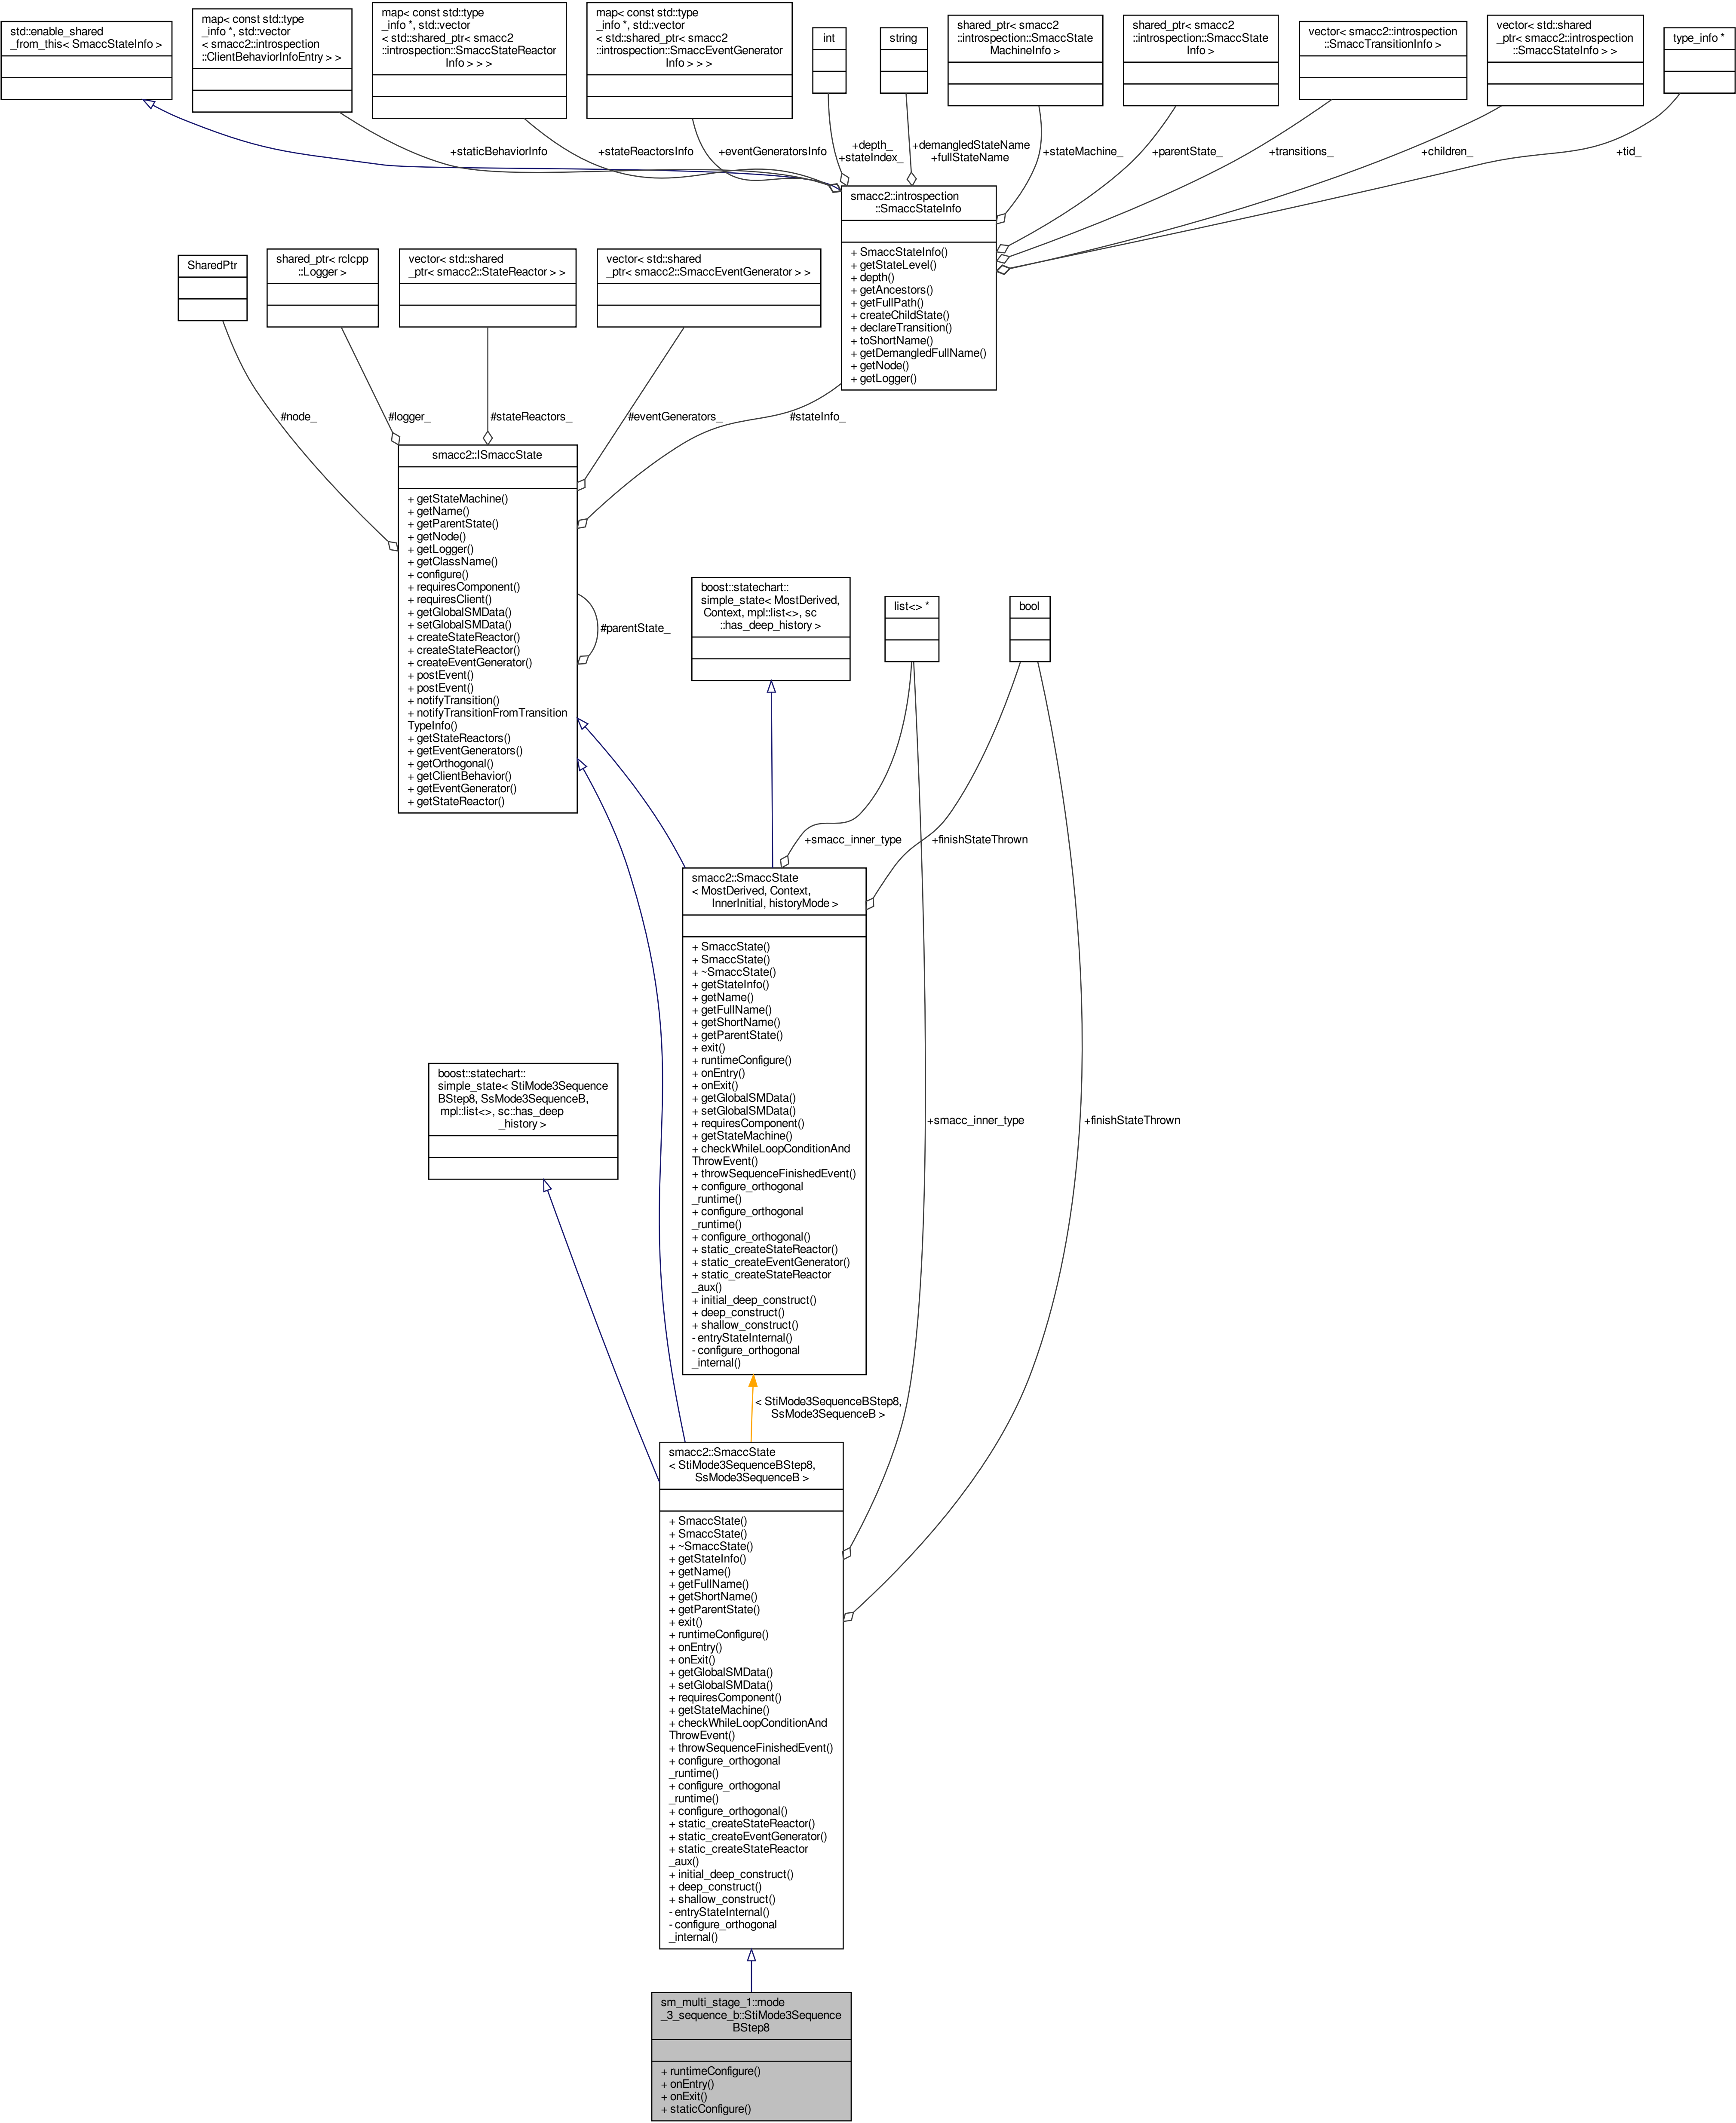 std::enable_shared
_from_this< SmaccStateInfo >
map< const std::type
_info *, std::vector
< smacc2::introspection
::ClientBehaviorInfoEntry > >
map< const std::type
_info *, std::vector
< std::shared_ptr< smacc2
::introspection::SmaccStateReactor
Info > > >
map< const std::type
_info *, std::vector
< std::shared_ptr< smacc2
::introspection::SmaccEventGenerator
Info > > >
int
string
shared_ptr< smacc2
::introspection::SmaccState
MachineInfo >
shared_ptr< smacc2
::introspection::SmaccState
Info >
vector< smacc2::introspection
::SmaccTransitionInfo >
vector< std::shared
_ptr< smacc2::introspection
::SmaccStateInfo > >
type_info *
+staticBehaviorInfo
+stateReactorsInfo
+eventGeneratorsInfo
+depth_
+stateIndex_
+demangledStateName
+fullStateName
+stateMachine_
+parentState_
+transitions_
+children_
+tid_
smacc2::introspection
::SmaccStateInfo
+ SmaccStateInfo()
+ getStateLevel()
+ depth()
+ getAncestors()
+ getFullPath()
+ createChildState()
+ declareTransition()
+ toShortName()
+ getDemangledFullName()
+ getNode()
+ getLogger()
SharedPtr
shared_ptr< rclcpp
::Logger >
vector< std::shared
_ptr< smacc2::StateReactor > >
vector< std::shared
_ptr< smacc2::SmaccEventGenerator > >
#node_
#logger_
#stateReactors_
#eventGenerators_
#stateInfo_
smacc2::ISmaccState
+ getStateMachine()
+ getName()
+ getParentState()
+ getNode()
+ getLogger()
+ getClassName()
+ configure()
+ requiresComponent()
+ requiresClient()
+ getGlobalSMData()
+ setGlobalSMData()
+ createStateReactor()
+ createStateReactor()
+ createEventGenerator()
+ postEvent()
+ postEvent()
+ notifyTransition()
+ notifyTransitionFromTransition
TypeInfo()
+ getStateReactors()
+ getEventGenerators()
+ getOrthogonal()
+ getClientBehavior()
+ getEventGenerator()
+ getStateReactor()
#parentState_
boost::statechart::
simple_state< MostDerived,
Context, mpl::list<>, sc
::has_deep_history >
list<> *
bool
+smacc_inner_type
+finishStateThrown
smacc2::SmaccState
< MostDerived, Context,
InnerInitial, historyMode >
+ SmaccState()
+ SmaccState()
+ ~SmaccState()
+ getStateInfo()
+ getName()
+ getFullName()
+ getShortName()
+ getParentState()
+ exit()
+ runtimeConfigure()
+ onEntry()
+ onExit()
+ getGlobalSMData()
+ setGlobalSMData()
+ requiresComponent()
+ getStateMachine()
+ checkWhileLoopConditionAnd
ThrowEvent()
+ throwSequenceFinishedEvent()
+ configure_orthogonal
_runtime()
+ configure_orthogonal
_runtime()
+ configure_orthogonal()
+ static_createStateReactor()
+ static_createEventGenerator()
+ static_createStateReactor
_aux()
+ initial_deep_construct()
+ deep_construct()
+ shallow_construct()
- entryStateInternal()
- configure_orthogonal
_internal()
boost::statechart::
simple_state< StiMode3Sequence
BStep8, SsMode3SequenceB,
mpl::list<>, sc::has_deep
_history >
+smacc_inner_type
+finishStateThrown
< StiMode3SequenceBStep8,
SsMode3SequenceB >
smacc2::SmaccState
< StiMode3SequenceBStep8,
SsMode3SequenceB >
+ SmaccState()
+ SmaccState()
+ ~SmaccState()
+ getStateInfo()
+ getName()
+ getFullName()
+ getShortName()
+ getParentState()
+ exit()
+ runtimeConfigure()
+ onEntry()
+ onExit()
+ getGlobalSMData()
+ setGlobalSMData()
+ requiresComponent()
+ getStateMachine()
+ checkWhileLoopConditionAnd
ThrowEvent()
+ throwSequenceFinishedEvent()
+ configure_orthogonal
_runtime()
+ configure_orthogonal
_runtime()
+ configure_orthogonal()
+ static_createStateReactor()
+ static_createEventGenerator()
+ static_createStateReactor
_aux()
+ initial_deep_construct()
+ deep_construct()
+ shallow_construct()
- entryStateInternal()
- configure_orthogonal
_internal()
sm_multi_stage_1::mode
_3_sequence_b::StiMode3Sequence
BStep8
+ runtimeConfigure()
+ onEntry()
+ onExit()
+ staticConfigure()